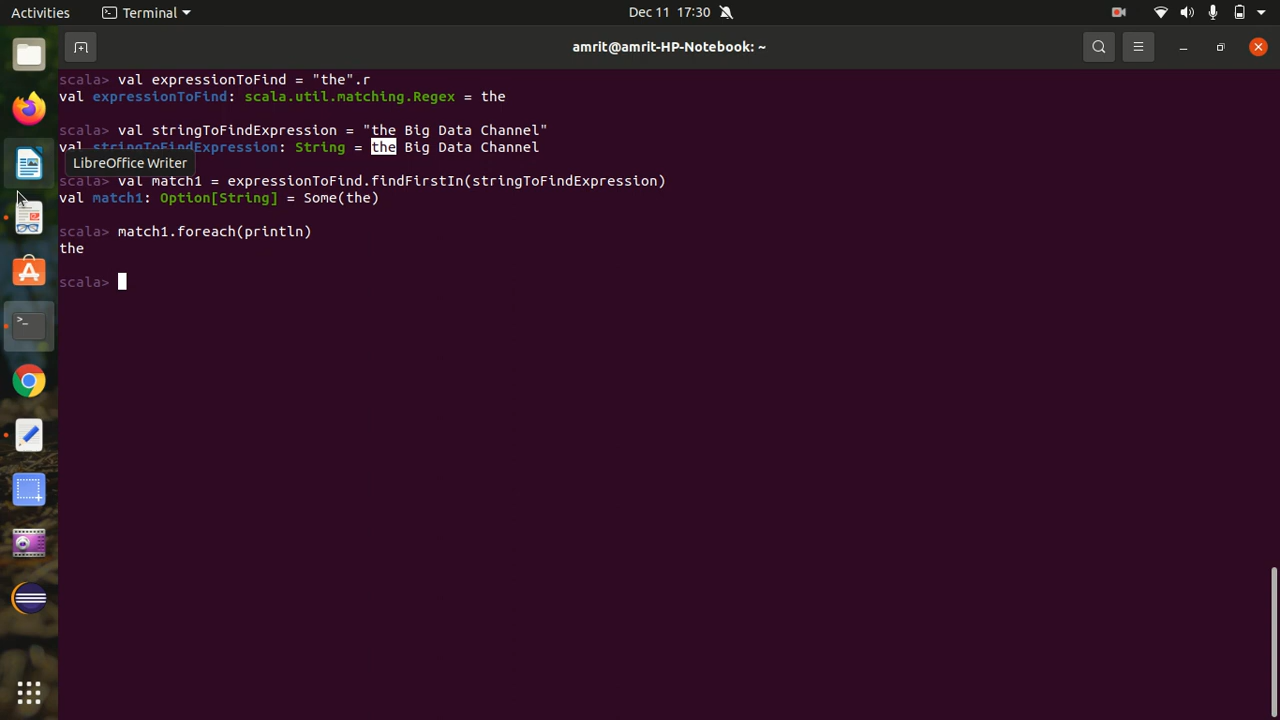 Activities
Terminal
Dec 11 17:30
amrit@amrit-HP-Notebook: ~
scala> val expressionToFind = "the".r
val expressionToFind: scala.util.matching.Regex = the
scala> val stringToFindExpression = "the Big Data Channel"
val stringToFindExpression: String = the Big Data Channel
LibreOffice Writer
scala> val match1 = expressionToFind.findFirstIn(stringToFindExpression)
val match1: Option[String] = Some(the)
scala> match1.foreach(println)
the
scala>